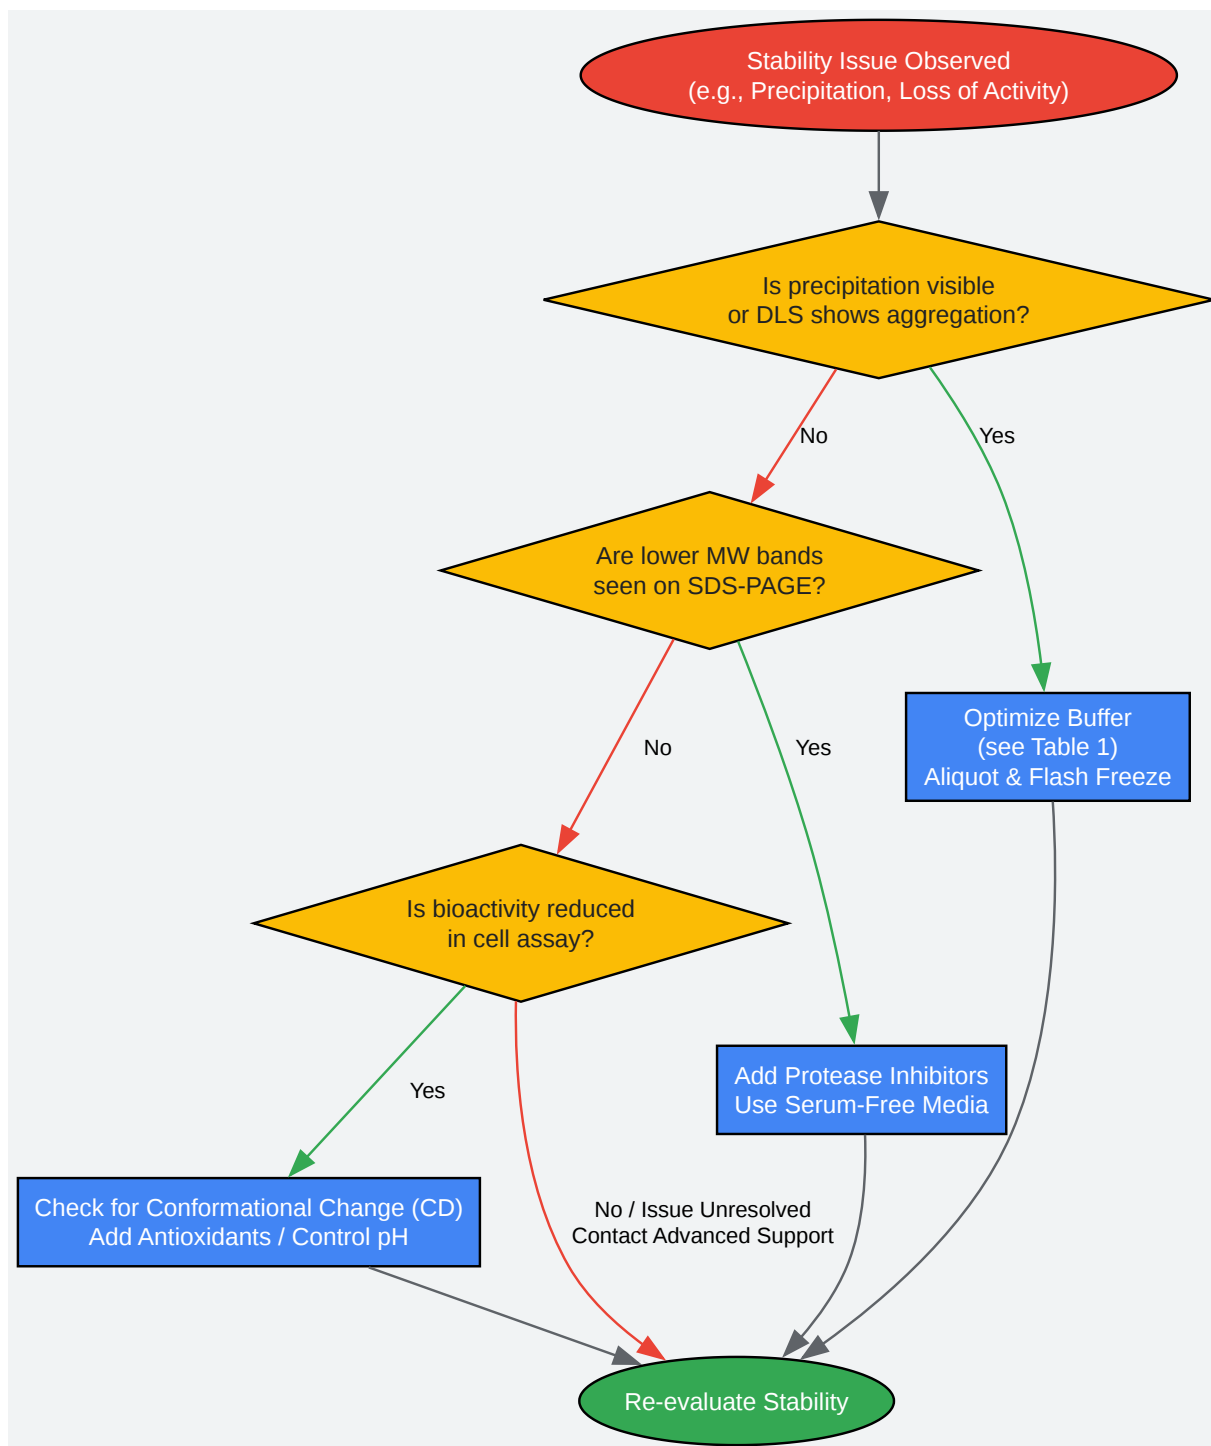 Stability Issue Observed
(e.g., Precipitation, Loss of Activity)
Is precipitation visible
or DLS shows aggregation?
No
Yes
Are lower MW bands
seen on SDS-PAGE?
No
Yes
Optimize Buffer
(see Table 1)
Aliquot & Flash Freeze
Is bioactivity reduced
in cell assay?
Yes
Add Protease Inhibitors
Use Serum-Free Media
Check for Conformational Change (CD)
Add Antioxidants / Control pH
No / Issue Unresolved
Contact Advanced Support
Re-evaluate Stability